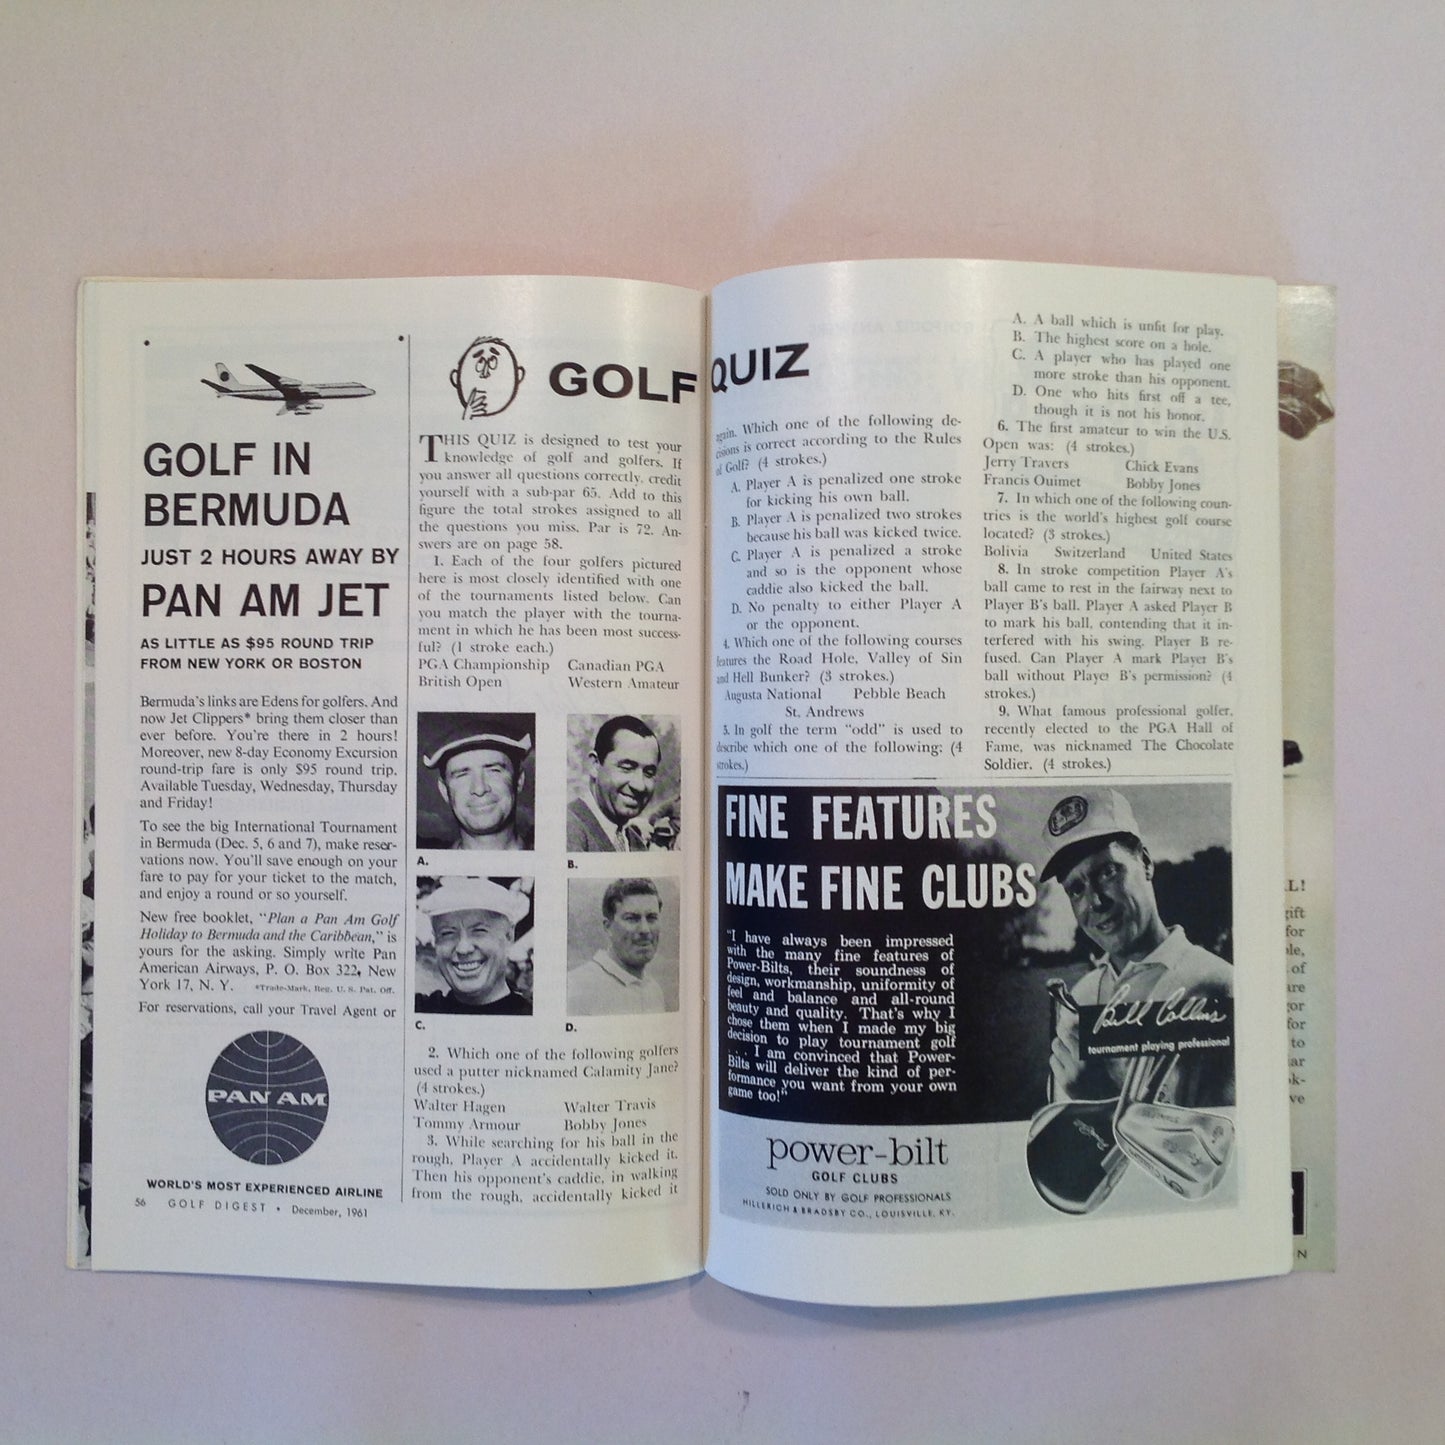 GOLF IN
BERMUDA
JUST 2 HOURS AWAY BY
PAN AM JET
AS LITTLE AS $95 ROUND TRIP
FROM NEW YORK OR BOSTON
Bermuda's links are Edens for golfers. And
now Jet Clippers* bring them closer than
ever before. You're there in 2 hours!
Moreover, new 8-day Economy Excursion
round-trip fare is only $95 round trip.
Available Tuesday, Wednesday, Thursday
and Friday!
To see the big International Tournament
in Bermuda (Dec. 5, 6 and 7), make reser-
vations now. You'll save enough on your
fare to pay for your ticket to the match,
and enjoy a round or so yourself.
New free booklet, "Plan a Pan Am Golf
Holiday to Bermuda and the Caribbean," is
yours for the asking. Simply write Pan
American Airways, P. O. Box 322, New
York 17, N. Y. *Trade-Mark, Reg. U. S. Pat. Off.
For reservations, call your Travel Agent or
PAN AM
WORLD'S MOST EXPERIENCED AIRLINE
56 GOLF DIGEST • December, 1961
GOLF QUIZ
THIS QUIZ is designed to test your
knowledge of golf and golfers. If
you answer all questions correctly, credit
yourself with a sub-par 65. Add to this
figure the total strokes assigned to all
the questions you miss. Par is 72. An-
swers are on page 58.
1. Each of the four golfers pictured
here is most closely identified with one
of the tournaments listed below. Can
you match the player with the tourna-
ment in which he has been most success-
ful? (1 stroke each.)
PGA Championship Canadian PGA
British Open Western Amateur
A.
B.
C.
D.
2. Which one of the following golfers
used a putter nicknamed Calamity Jane?
(4 strokes.)
Walter Hagen Walter Travis
Tommy Armour Bobby Jones
3. While searching for his ball in the
rough, Player A accidentally kicked it.
Then his opponent's caddie, in walking
from the rough, accidentally kicked it
again. Which one of the following de-
cisions is correct according to the Rules
of Golf? (4 strokes.)
A. Player A is penalized one stroke
for kicking his own ball.
B. Player A is penalized two strokes
because his ball was kicked twice.
C. Player A is penalized a stroke
and so is the opponent whose
caddie also kicked the ball.
D. No penalty to either Player A
or the opponent.
4. Which one of the following courses
features the Road Hole, Valley of Sin
and Hell Bunker? (3 strokes.)
Augusta National Pebble Beach
St. Andrews
5. In golf the term "odd" is used to
describe which one of the following: (4
strokes.)
A. A ball which is unfit for play.
B. The highest score on a hole.
C. A player who has played one
more stroke than his opponent.
D. One who hits first off a tee,
though it is not his honor.
6. The first amateur to win the U.S.
Open was: (4 strokes.)
Jerry Travers Chick Evans
Francis Ouimet Bobby Jones
7. In which one of the following coun-
tries is the world's highest golf course
located? (3 strokes.)
Bolivia Switzerland United States
8. In stroke competition Player A's
ball came to rest in the fairway next to
Player B's ball. Player A asked Player B
to mark his ball, contending that it in-
terfered with his swing. Player B re-
fused. Can Player A mark Player B's
ball without Player B's permission? (4
strokes.)
9. What famous professional golfer,
recently elected to the PGA Hall of
Fame, was nicknamed The Chocolate
Soldier. (4 strokes.)
FINE FEATURES
MAKE FINE CLUBS
"I have always been impressed
with the many fine features of
Power-Bilts, their soundness of
design, workmanship, uniformity of
feel and balance and all-round
beauty and quality. That's why I
chose them when I made my big
decision to play tournament golf
. . . I am convinced that Power-
Bilts will deliver the kind of per-
formance you want from your own
game too!"
Bill Collins
tournament playing professional
power-bilt
GOLF CLUBS
SOLD ONLY BY GOLF PROFESSIONALS
HILLERICH & BRADSBY CO., LOUISVILLE, KY.
L!
gift
for
of
for
to
ve
N